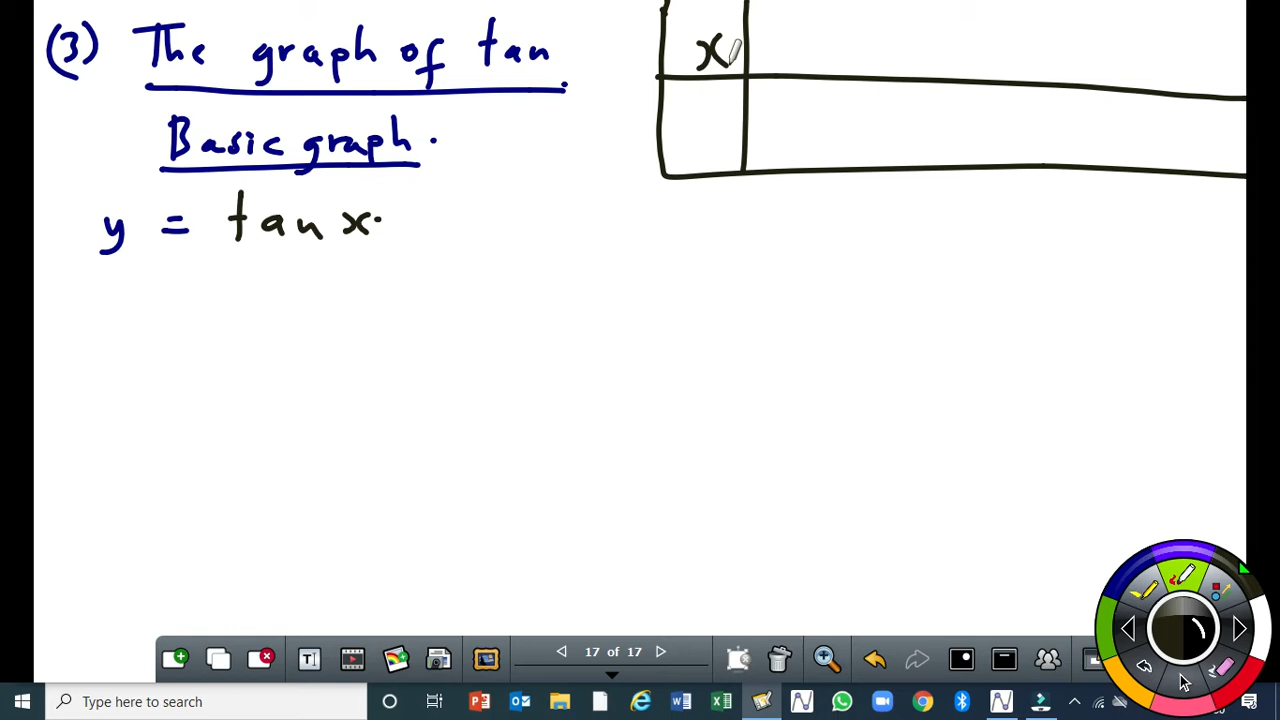 (3) The graph of tan.
x
Basic graph.
y = tan x.
17 of 17
Type here to search